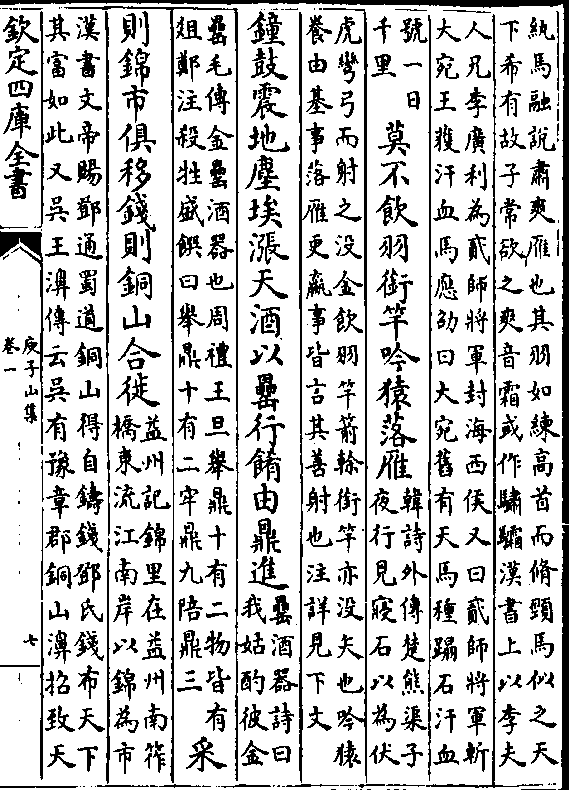 紈馬融説肅爽雁也其羽如練高首而脩頸馬似之天
下希有故子常欲之爽音霜或作驌驦漢書上以李夫
人兄李廣利為貳師將軍封海西侯又曰貳師將軍斬
大宛王獲汗血馬應劭曰大宛舊有天馬種蹋石汗血
號一日
千里
莫不飲羽銜竿吟猿落雁
韓詩外傳楚熊渠子
夜行見寢石以為伏
虎彎弓而射之没金飲羽竿箭榦銜竿亦没矢也吟猿
養由基事落雁更羸事皆言其善射也注詳見下文
鐘鼓震地塵埃漲天酒以罍行餚由鼎進
罍酒器詩曰
我姑酌彼金
罍毛傳金罍酒器也周禮王旦舉鼎十有二物皆有
俎鄭注殺牲盛饌曰舉鼎十有二牢鼎九陪鼎三
采
則錦市俱移錢則銅山合徙
益州記錦里在益州南笮
橋東流江南岸以錦為市
漢書文帝賜鄧通蜀道銅山得自鑄錢鄧氏錢布天下
其富如此又吳王濞傳云吳有豫章郡銅山濞招致天
欽定四庫全書
庾子山集
卷一
七